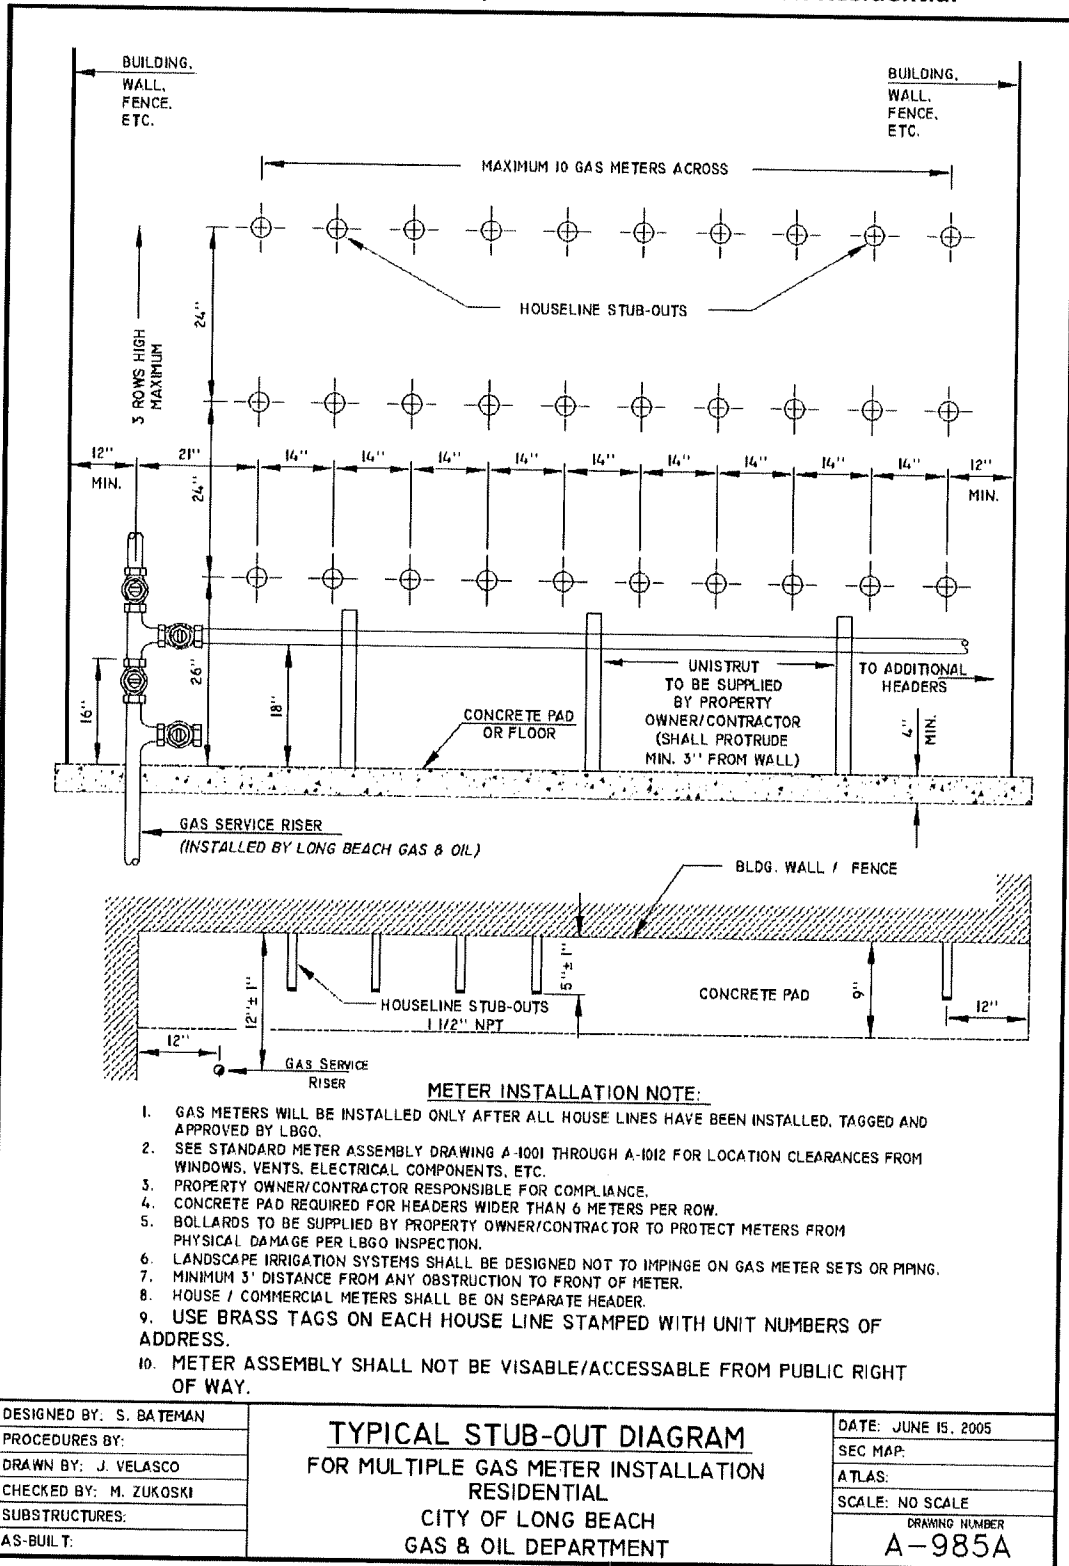 BUILDING,
WALL,
FENCE,
ETC.
BUILDING,
WALL,
FENCE,
ETC.
MAXIMUM 10 GAS METERS ACROSS
HOUSELINE STUB-OUTS
24"
3 ROWS HIGH
MAXIMUM
12"
MIN.
21"
14"
14"
14"
14"
14"
14"
14"
14"
14"
12"
MIN.
24"
26"
16"
18"
UNISTRUT
TO BE SUPPLIED
BY PROPERTY
OWNER/CONTRACTOR
(SHALL PROTRUDE
MIN. 3" FROM WALL)
TO ADDITIONAL
HEADERS
4"
MIN.
CONCRETE PAD
OR FLOOR
GAS SERVICE RISER
(INSTALLED BY LONG BEACH GAS & OIL)
BLDG. WALL / FENCE
12"± 1"
5"± 1"
HOUSELINE STUB-OUTS
1 1/2" NPT
CONCRETE PAD
9"
12"
12"
GAS SERVICE
RISER
METER INSTALLATION NOTE:
1. GAS METERS WILL BE INSTALLED ONLY AFTER ALL HOUSE LINES HAVE BEEN INSTALLED, TAGGED AND
APPROVED BY LBGO.
2. SEE STANDARD METER ASSEMBLY DRAWING A-1001 THROUGH A-1012 FOR LOCATION CLEARANCES FROM
WINDOWS, VENTS, ELECTRICAL COMPONENTS, ETC.
3. PROPERTY OWNER/CONTRACTOR RESPONSIBLE FOR COMPLIANCE.
4. CONCRETE PAD REQUIRED FOR HEADERS WIDER THAN 6 METERS PER ROW.
5. BOLLARDS TO BE SUPPLIED BY PROPERTY OWNER/CONTRACTOR TO PROTECT METERS FROM
PHYSICAL DAMAGE PER LBGO INSPECTION.
6. LANDSCAPE IRRIGATION SYSTEMS SHALL BE DESIGNED NOT TO IMPINGE ON GAS METER SETS OR PIPING.
7. MINIMUM 3' DISTANCE FROM ANY OBSTRUCTION TO FRONT OF METER.
8. HOUSE / COMMERCIAL METERS SHALL BE ON SEPARATE HEADER.
9. USE BRASS TAGS ON EACH HOUSE LINE STAMPED WITH UNIT NUMBERS OF
ADDRESS.
10. METER ASSEMBLY SHALL NOT BE VISABLE/ACCESSABLE FROM PUBLIC RIGHT
OF WAY.
DESIGNED BY: S. BATEMAN
PROCEDURES BY:
DRAWN BY: J. VELASCO
CHECKED BY: M. ZUKOSKI
SUBSTRUCTURES:
AS-BUILT:
TYPICAL STUB-OUT DIAGRAM
FOR MULTIPLE GAS METER INSTALLATION
RESIDENTIAL
CITY OF LONG BEACH
GAS & OIL DEPARTMENT
DATE: JUNE 15, 2005
SEC MAP:
ATLAS:
SCALE: NO SCALE
DRAWING NUMBER
A-985A